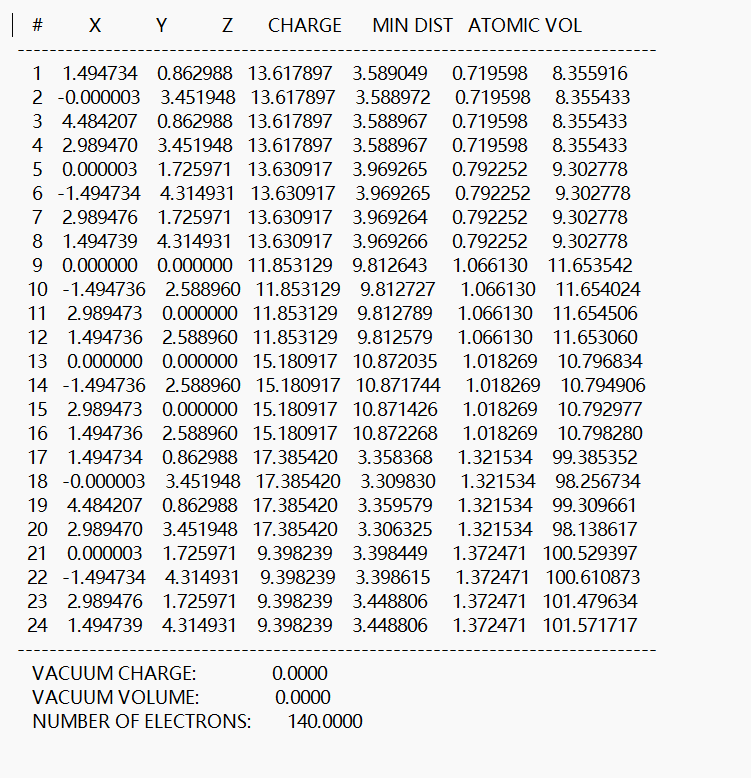 # X Y Z CHARGE MIN DIST ATOMIC VOL
--------------------------------------------------------------------------------
1 1.494734 0.862988 13.617897 3.589049 0.719598 8.355916
2 -0.000003 3.451948 13.617897 3.588972 0.719598 8.355433
3 4.484207 0.862988 13.617897 3.588967 0.719598 8.355433
4 2.989470 3.451948 13.617897 3.588967 0.719598 8.355433
5 0.000003 1.725971 13.630917 3.969265 0.792252 9.302778
6 -1.494734 4.314931 13.630917 3.969265 0.792252 9.302778
7 2.989476 1.725971 13.630917 3.969264 0.792252 9.302778
8 1.494739 4.314931 13.630917 3.969266 0.792252 9.302778
9 0.000000 0.000000 11.853129 9.812643 1.066130 11.653542
10 -1.494736 2.588960 11.853129 9.812727 1.066130 11.654024
11 2.989473 0.000000 11.853129 9.812789 1.066130 11.654506
12 1.494736 2.588960 11.853129 9.812579 1.066130 11.653060
13 0.000000 0.000000 15.180917 10.872035 1.018269 10.796834
14 -1.494736 2.588960 15.180917 10.871744 1.018269 10.794906
15 2.989473 0.000000 15.180917 10.871426 1.018269 10.792977
16 1.494736 2.588960 15.180917 10.872268 1.018269 10.798280
17 1.494734 0.862988 17.385420 3.358368 1.321534 99.385352
18 -0.000003 3.451948 17.385420 3.309830 1.321534 98.256734
19 4.484207 0.862988 17.385420 3.359579 1.321534 99.309661
20 2.989470 3.451948 17.385420 3.306325 1.321534 98.138617
21 0.000003 1.725971 9.398239 3.398449 1.372471 100.529397
22 -1.494734 4.314931 9.398239 3.398615 1.372471 100.610873
23 2.989476 1.725971 9.398239 3.448806 1.372471 101.479634
24 1.494739 4.314931 9.398239 3.448806 1.372471 101.571717
--------------------------------------------------------------------------------
VACUUM CHARGE: 0.0000
VACUUM VOLUME: 0.0000
NUMBER OF ELECTRONS: 140.0000